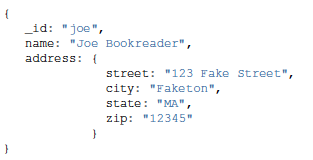 {
   _id: "joe",
   name: "Joe Bookreader",
   address: {
              street: "123 Fake Street",
              city: "Faketon",
              state: "MA",
              zip: "12345"
            }
}